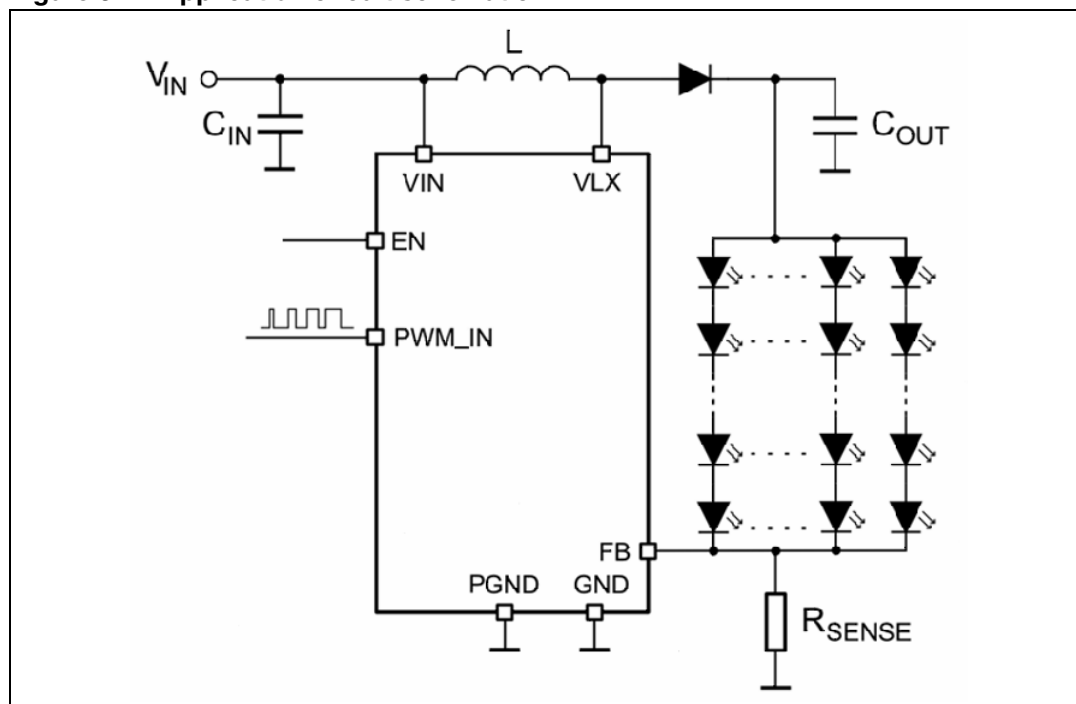 L
VIN
CIN
COUT
VIN
VLX
EN
PWM_IN
FB
PGND
GND
RSENSE